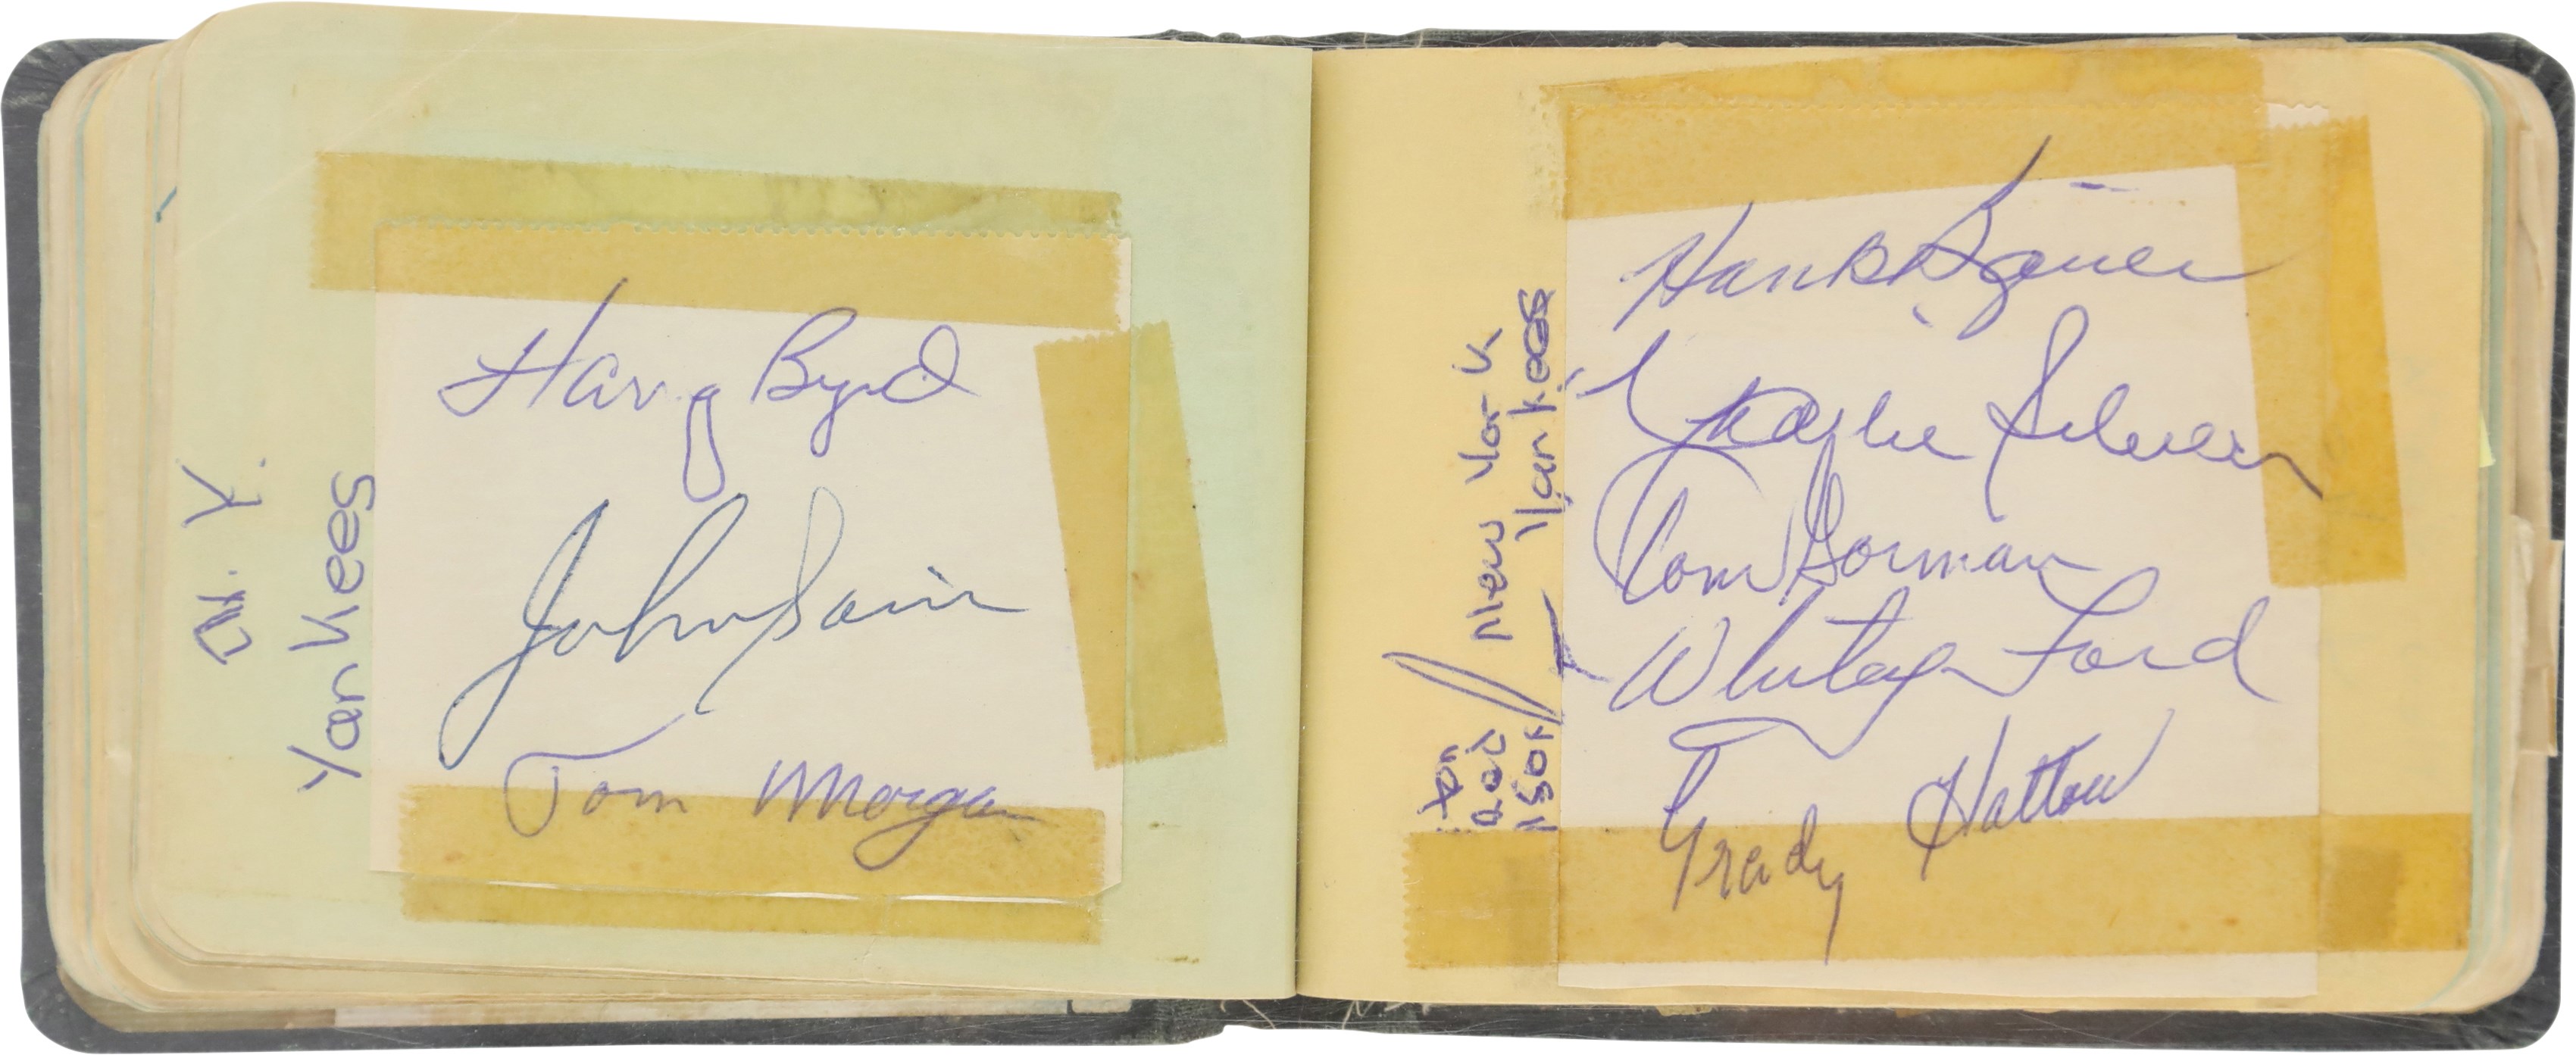 N. Y.
Yankees
Harry Byrd
John Sain
Tom Morgan
New York
Yankees
Red
Hank Bauer
Charlie Silvera
Tom Gorman
Whitey Ford
Grady Hatton